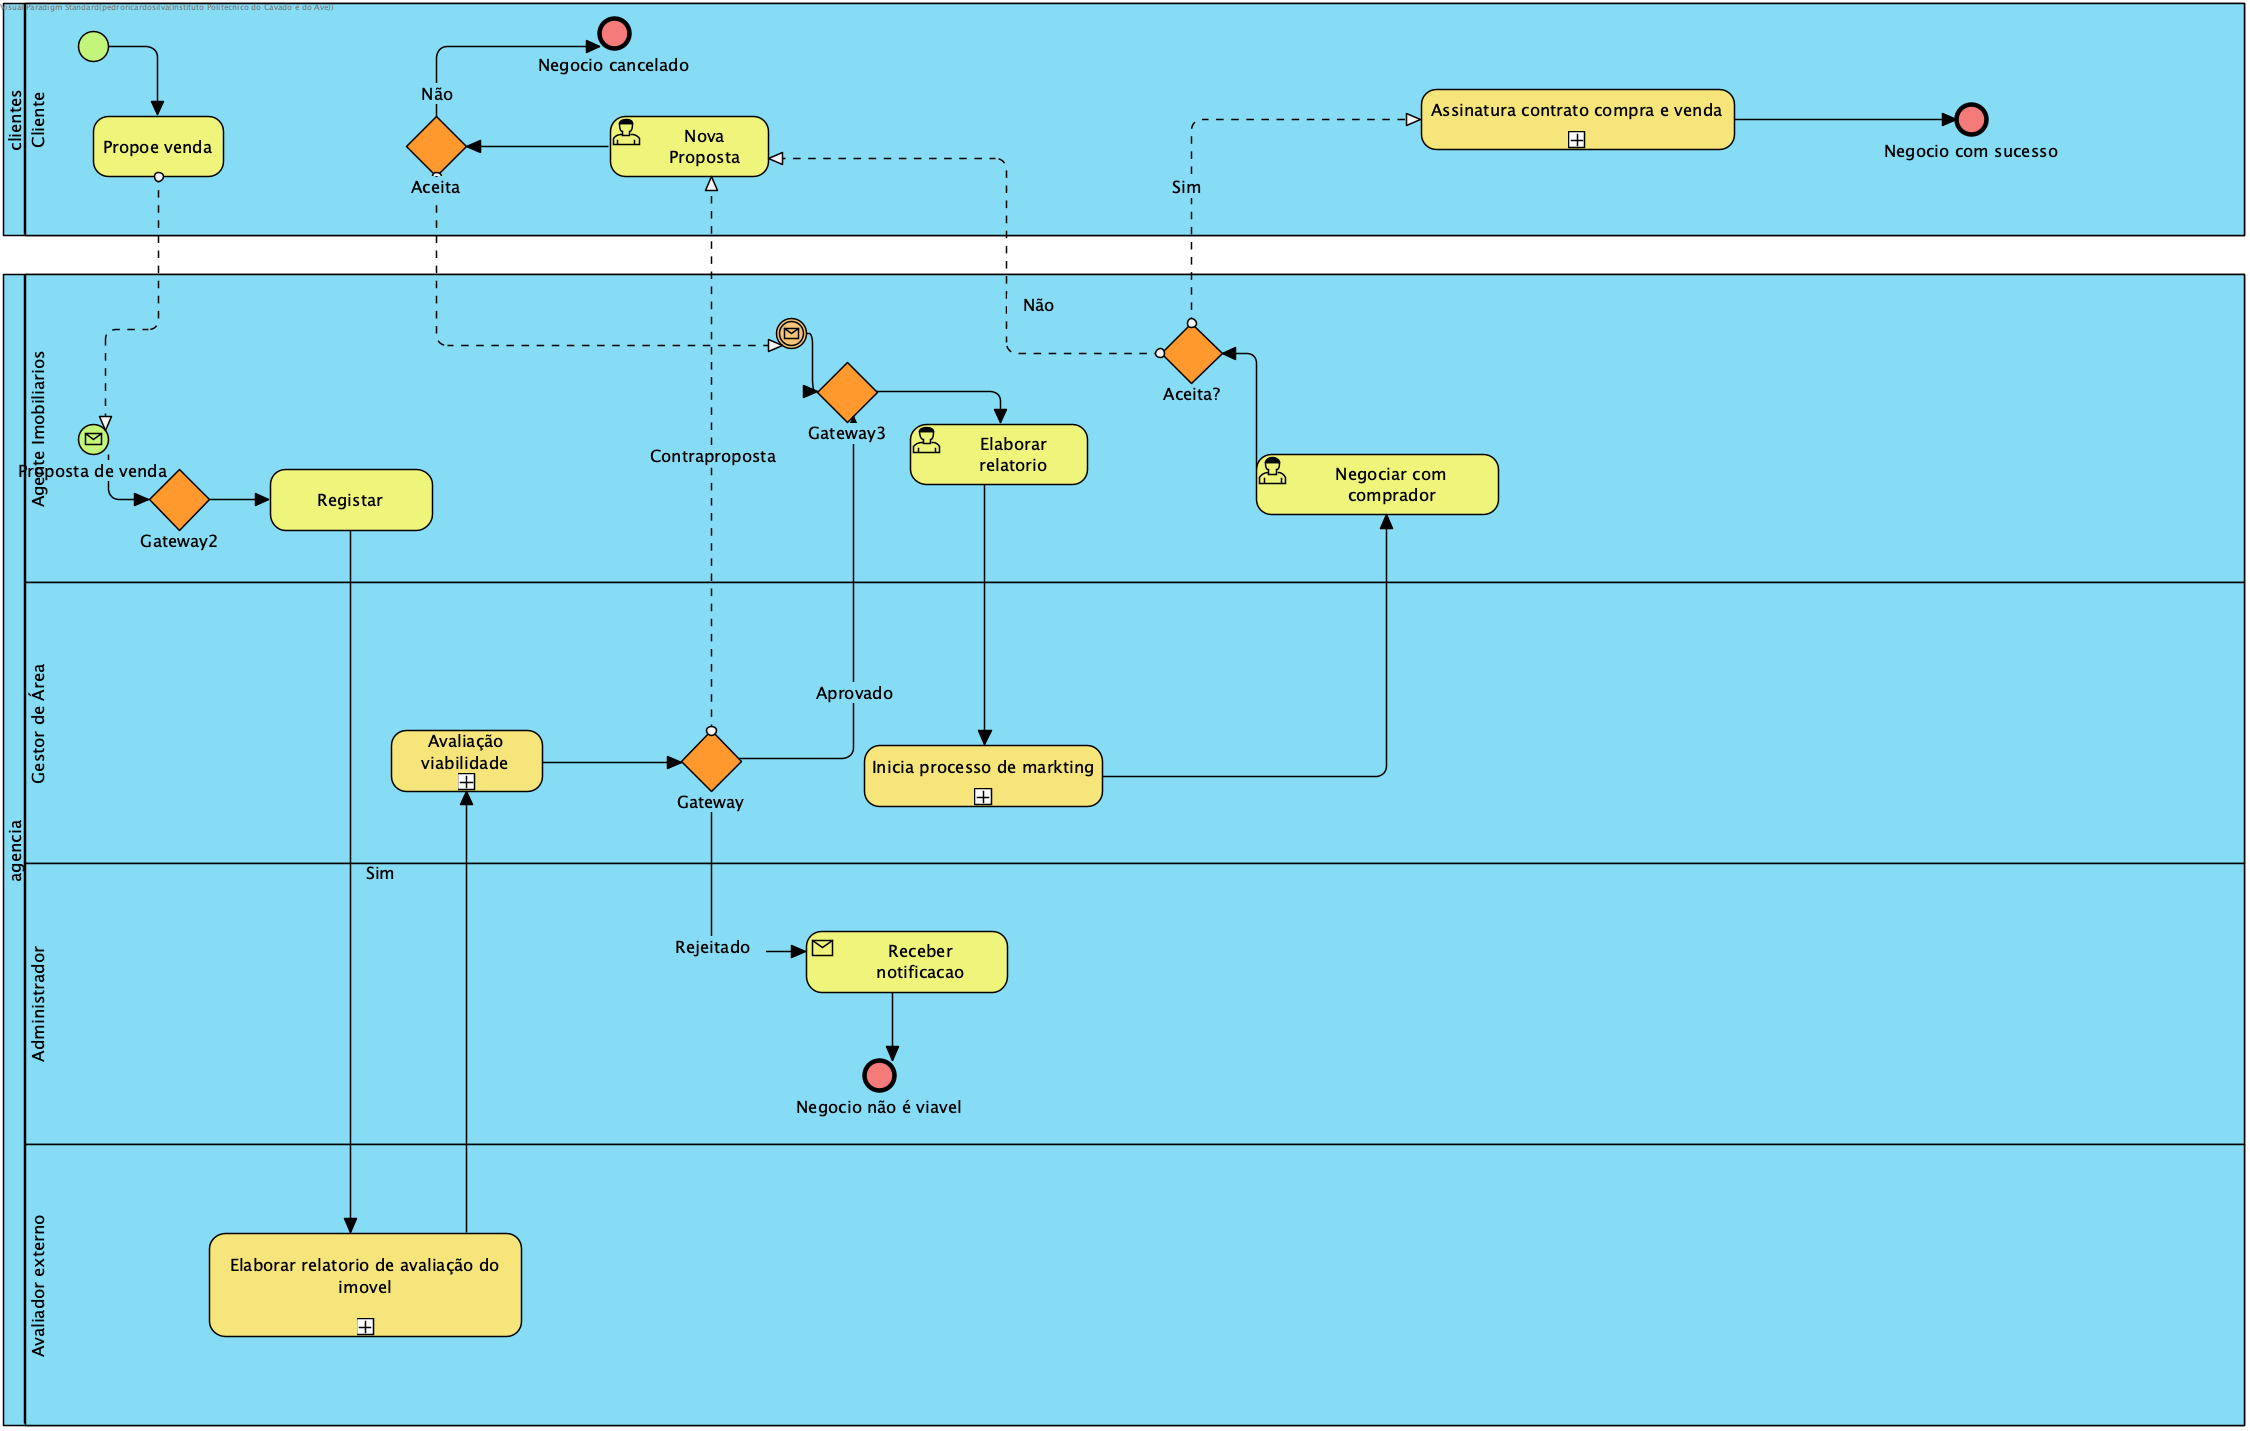 Visual Paradigm Standard(pedroricardosilva(Instituto Politecnico do Cavado e do Ave))
clientes
Cliente
Negocio cancelado
Não
Propoe venda
Aceita
Nova
Proposta
Assinatura contrato compra e venda
Negocio com sucesso
Sim
agencia
Agente Imobiliarios
Não
Aceita?
Proposta de venda
Gateway2
Registar
Contraproposta
Gateway3
Elaborar
relatorio
Negociar com
comprador
Gestor de Área
Aprovado
Avaliação
viabilidade
Gateway
Inicia processo de markting
Administrador
Sim
Rejeitado
Receber
notificacao
Negocio não é viavel
Avaliador externo
Elaborar relatorio de avaliação do
imovel